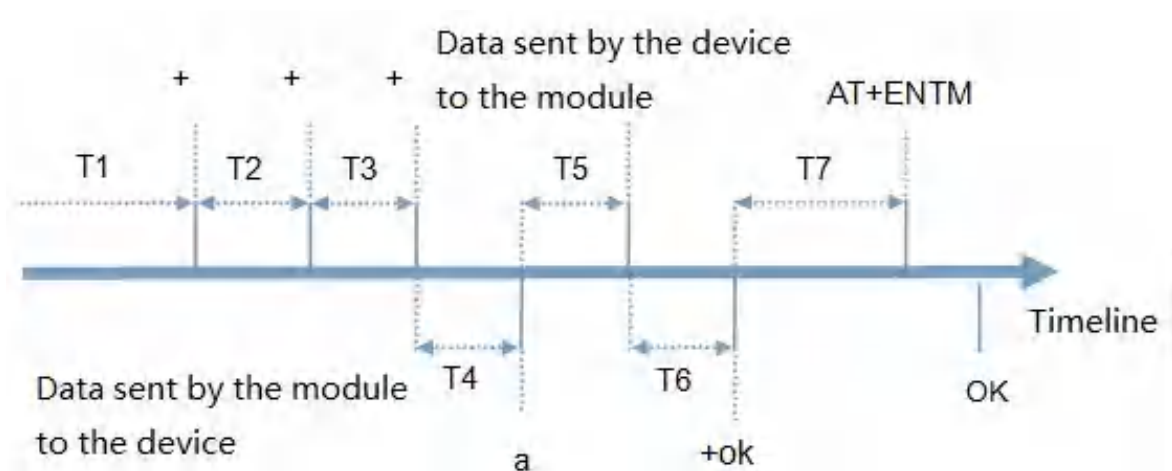 Data sent by the device
to the module
+ + +
AT+ENTM
T1 T2 T3 T5 T7
Timeline
T4 T6 OK
Data sent by the module
to the device
a +ok